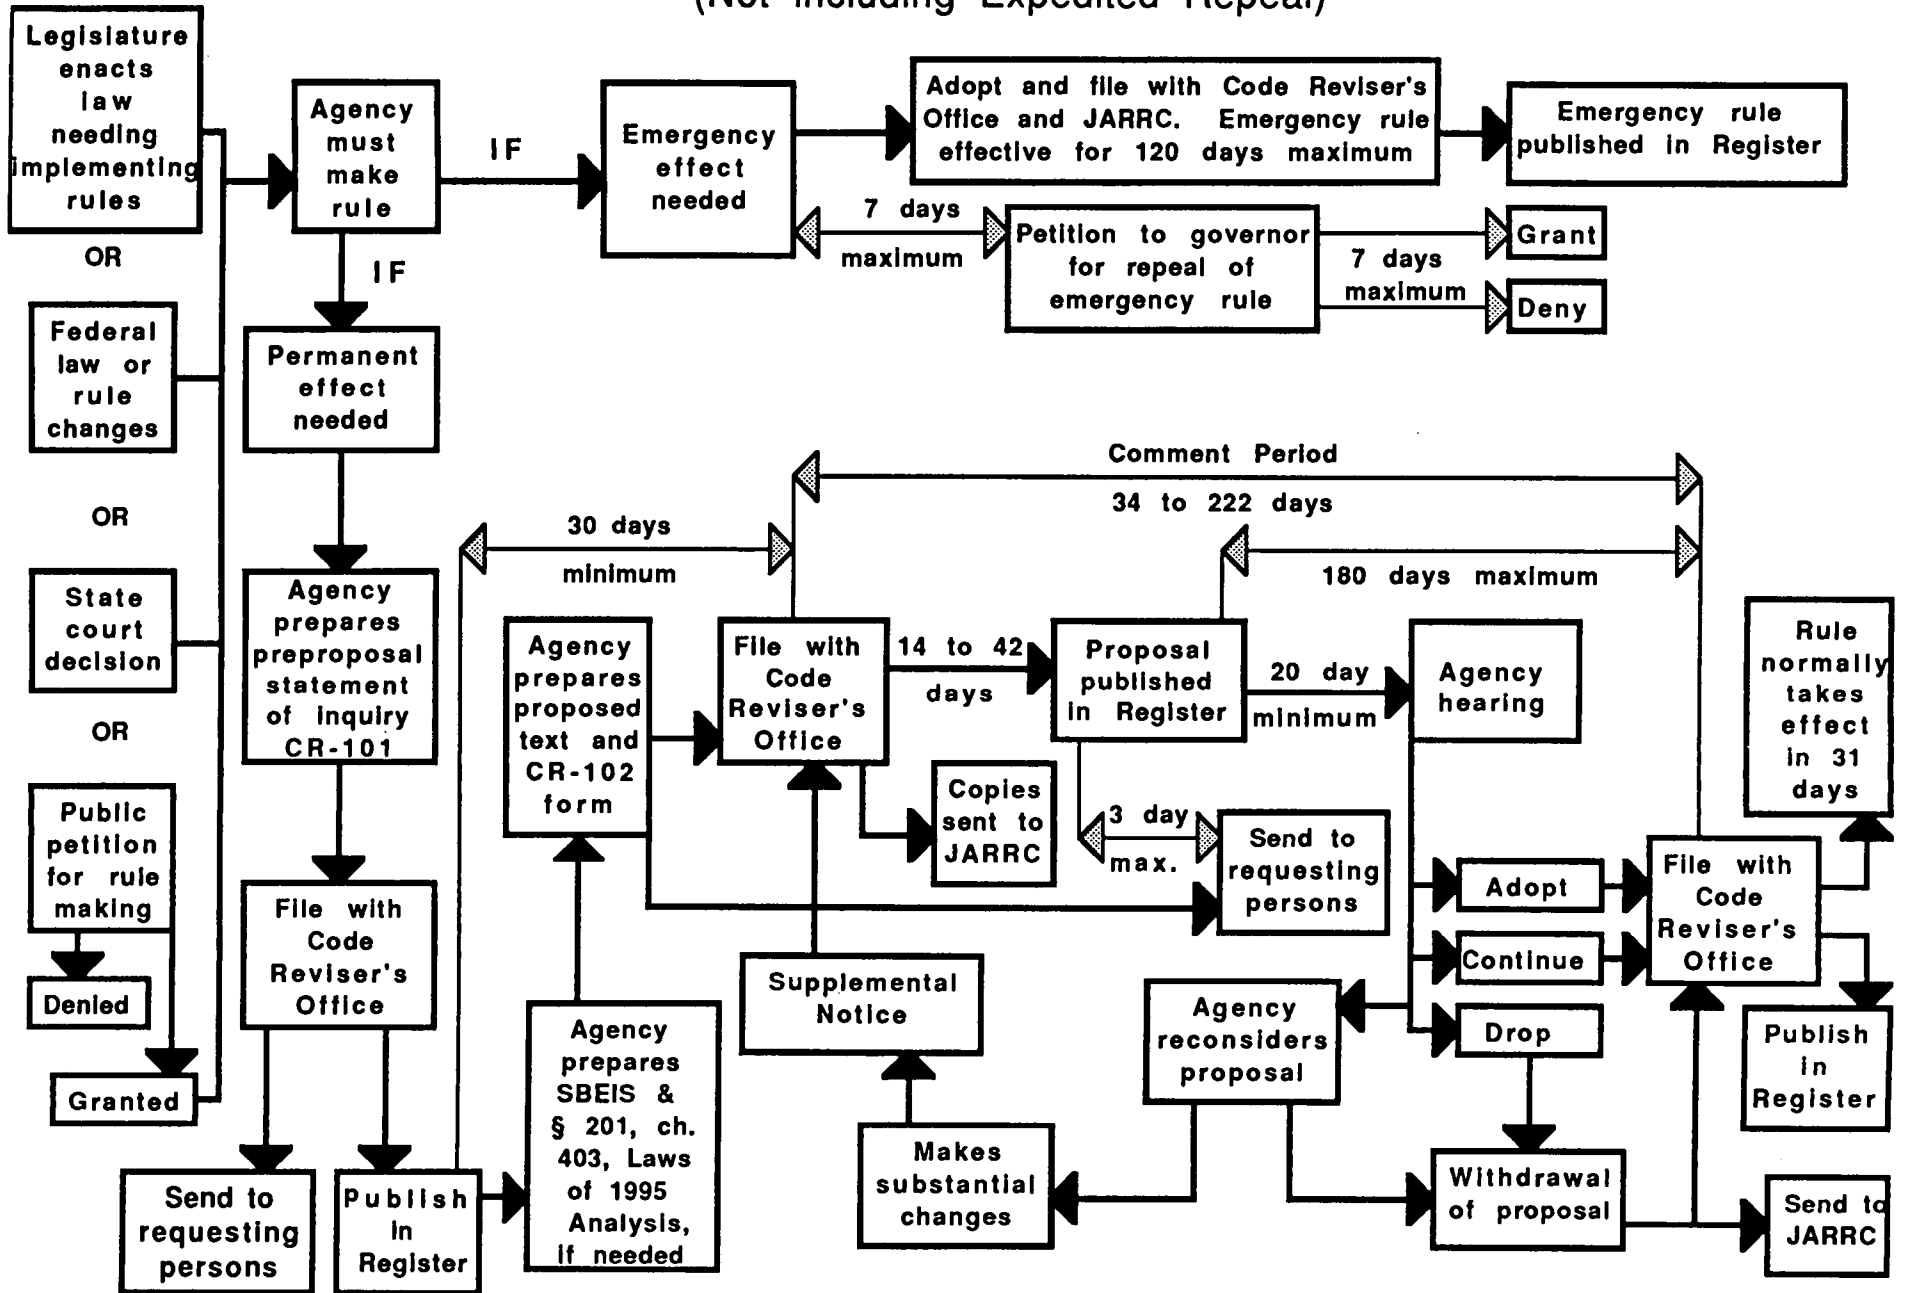 (Not Including Expedited Repeal)
Legislature
enacts
law
needing
implementing
rules
OR
Federal
law or
rule
changes
OR
State
court
decision
OR
Public
petition
for rule
making
Denied
Granted
Agency
must
make
rule
IF
IF
Emergency
effect
needed
Adopt and file with Code Reviser's
Office and JARRC. Emergency rule
effective for 120 days maximum
Emergency rule
published in Register
7 days
maximum
Petition to governor
for repeal of
emergency rule
7 days
maximum
Grant
Deny
Permanent
effect
needed
Agency
prepares
preproposal
statement
of inquiry
CR-101
File with
Code
Reviser's
Office
Send to
requesting
persons
Publish
In
Register
30 days
minimum
Agency
prepares
SBEIS &
§ 201, ch.
403, Laws
of 1995
Analysis,
if needed
Agency
prepares
proposed
text and
CR-102
form
File with
Code
Reviser's
Office
Comment Period
34 to 222 days
180 days maximum
14 to 42
days
Proposal
published
in Register
20 day
minimum
Agency
hearing
Copies
sent to
JARRC
3 day
max.
Send to
requesting
persons
Supplemental
Notice
Makes
substantial
changes
Agency
reconsiders
proposal
Adopt
Continue
Drop
Withdrawal
of proposal
File with
Code
Reviser's
Office
Rule
normally
takes
effect
in 31
days
Publish
in
Register
Send to
JARRC